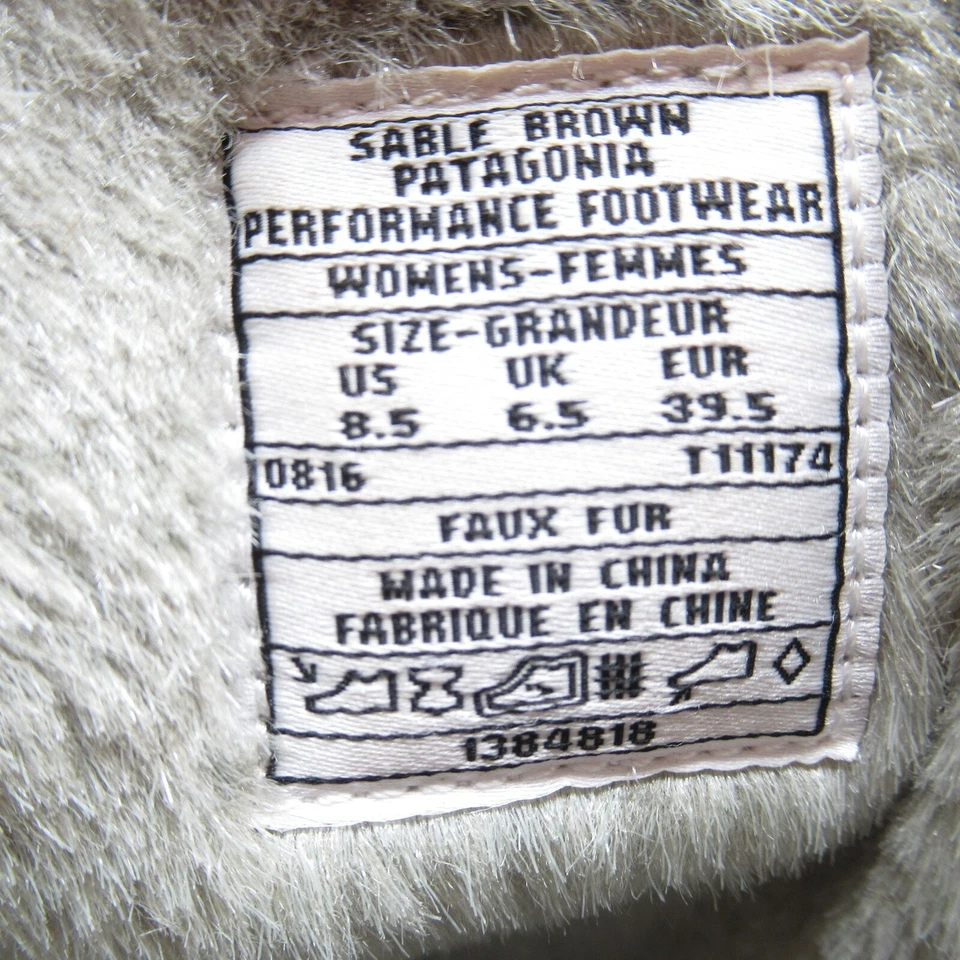 SABLE BROWN
PATAGONIA
PERFORMANCE FOOTWEAR
WOMENS-FEMMES
SIZE-GRANDEUR
US UK EUR
8.5 6.5 39.5
10816 T11174
FAUX FUR
MADE IN CHINA
FABRIQUE EN CHINE
1384818